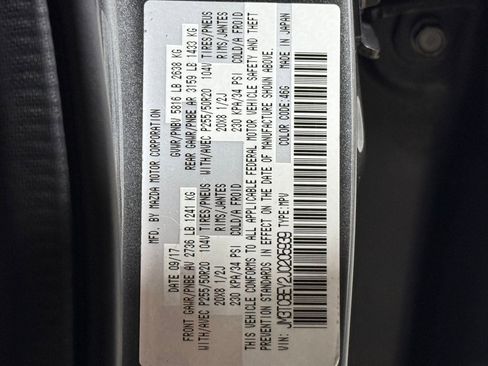 MFD. BY MAZDA MOTOR CORPORATION
DATE 09/17 GVWR/PNBV 5816 LB 2638 KG
FRONT GAWR/PNBE AV 2736 LB 1241 KG REAR GAWR/PNBE AR 3159 LB 1433 KG
WITH/AVEC P255/50R20 104V TIRES/PNEUS WITH/AVEC P255/50R20 104V TIRES/PNEUS
20X8 1/2J RIMS/JANTES 20X8 1/2J RIMS/JANTES
230 KPA/34 PSI COLD/A FROID 230 KPA/34 PSI COLD/A FROID
THIS VEHICLE CONFORMS TO ALL APPLICABLE FEDERAL MOTOR VEHICLE SAFETY AND THEFT
PREVENTION STANDARDS IN EFFECT ON THE DATE OF MANUFACTURE SHOWN ABOVE.
VIN: JM3TCBEY2J0205939 TYPE: MPV COLOR CODE: 46G MADE IN JAPAN